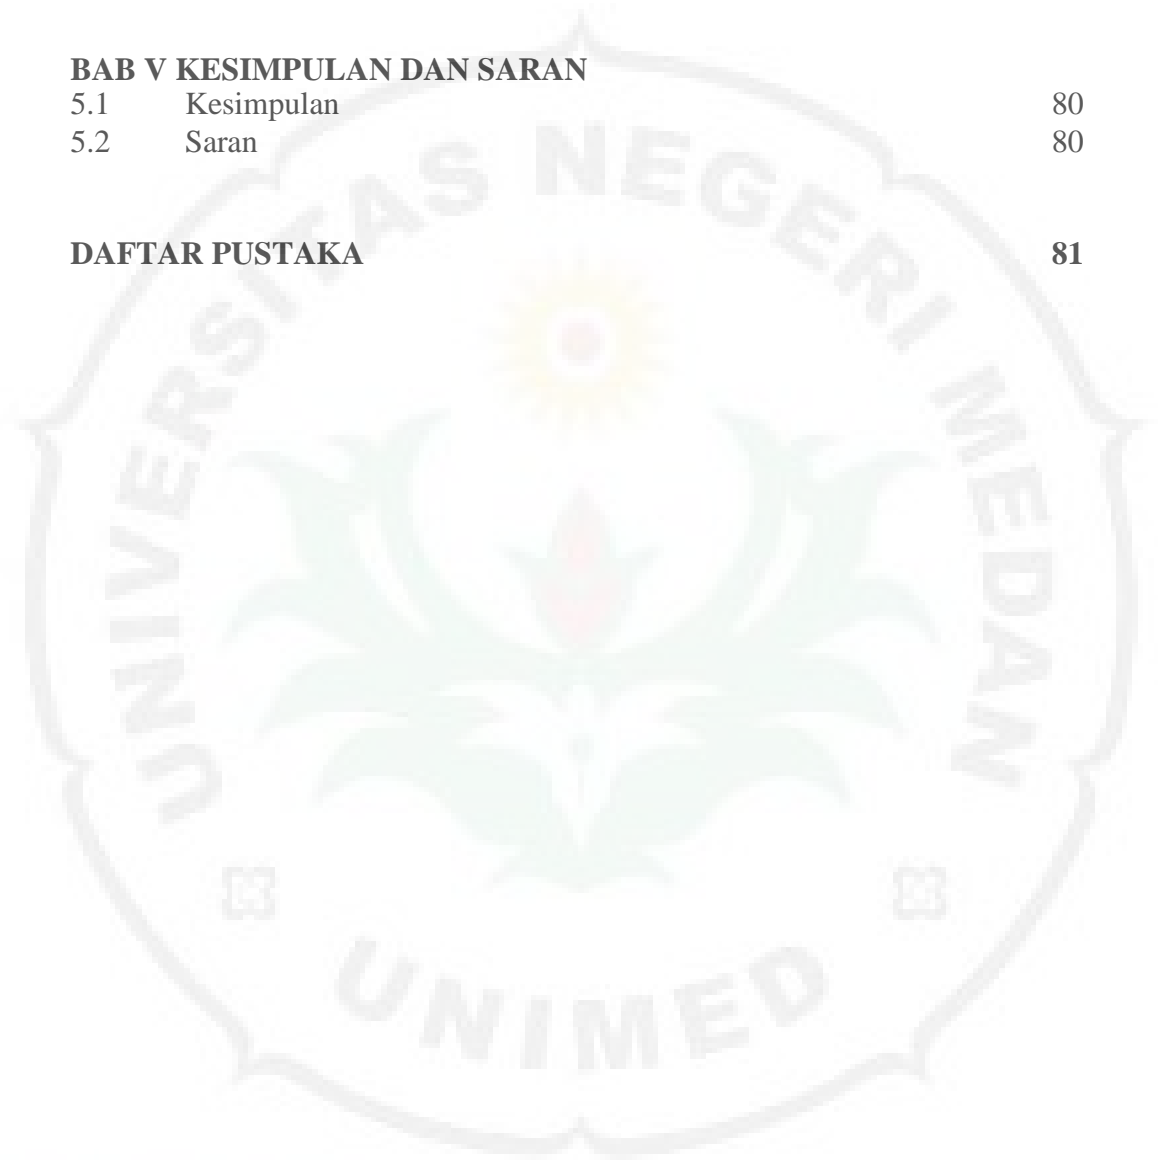 BAB V KESIMPULAN DAN SARAN
5.1 Kesimpulan 80
5.2 Saran 80
DAFTAR PUSTAKA 81
UNIVERSITAS NEGERI MEDAN
UNIMED